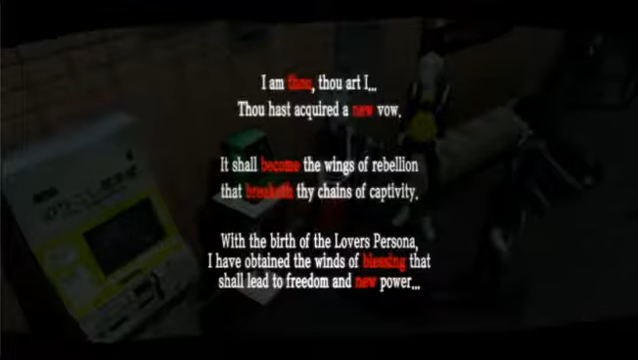 I am thou, thou art I...
Thou hast acquired a new vow.
It shall become the wings of rebellion
that breaketh thy chains of captivity.
With the birth of the Lovers Persona,
I have obtained the winds of blessing that
shall lead to freedom and new power...